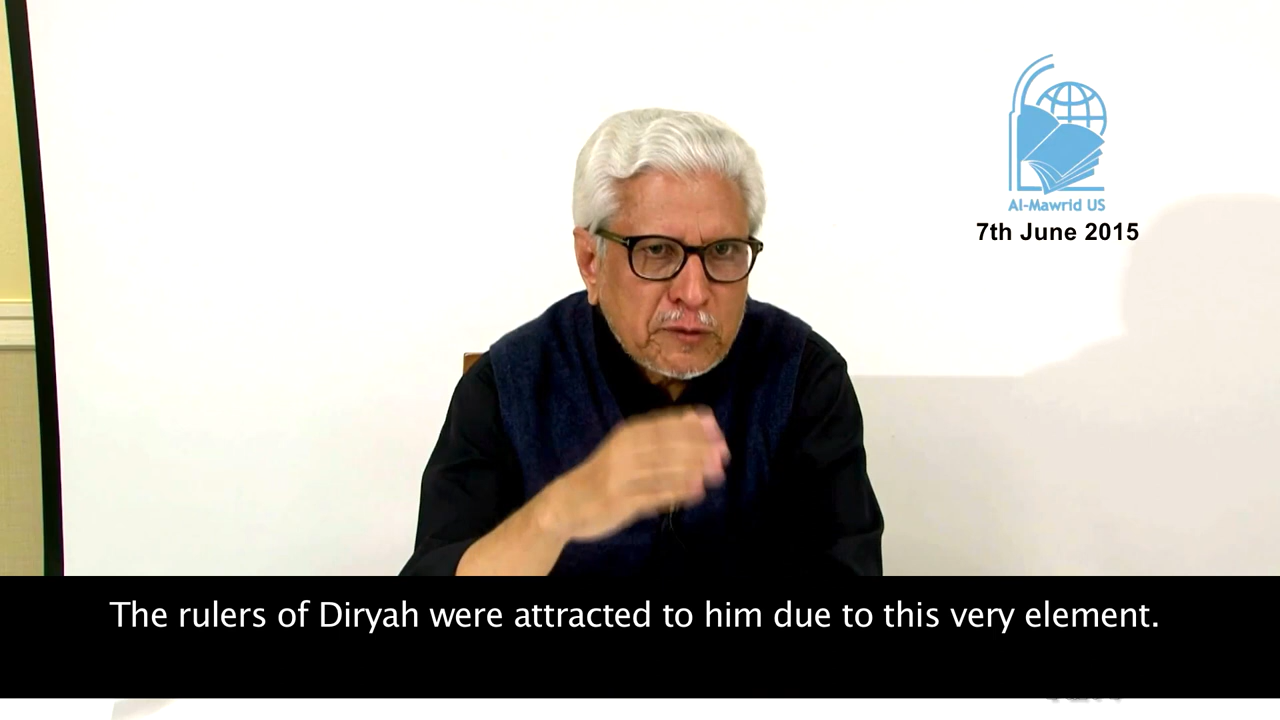 Al-Mawrid US
7th June 2015
The rulers of Diryah were attracted to him due to this very element.